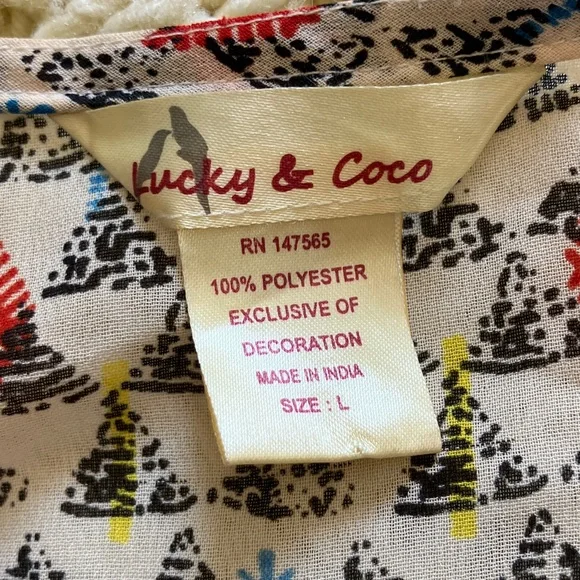 Lucky & Coco
RN 147565
100% POLYESTER
EXCLUSIVE OF
DECORATION
MADE IN INDIA
SIZE : L